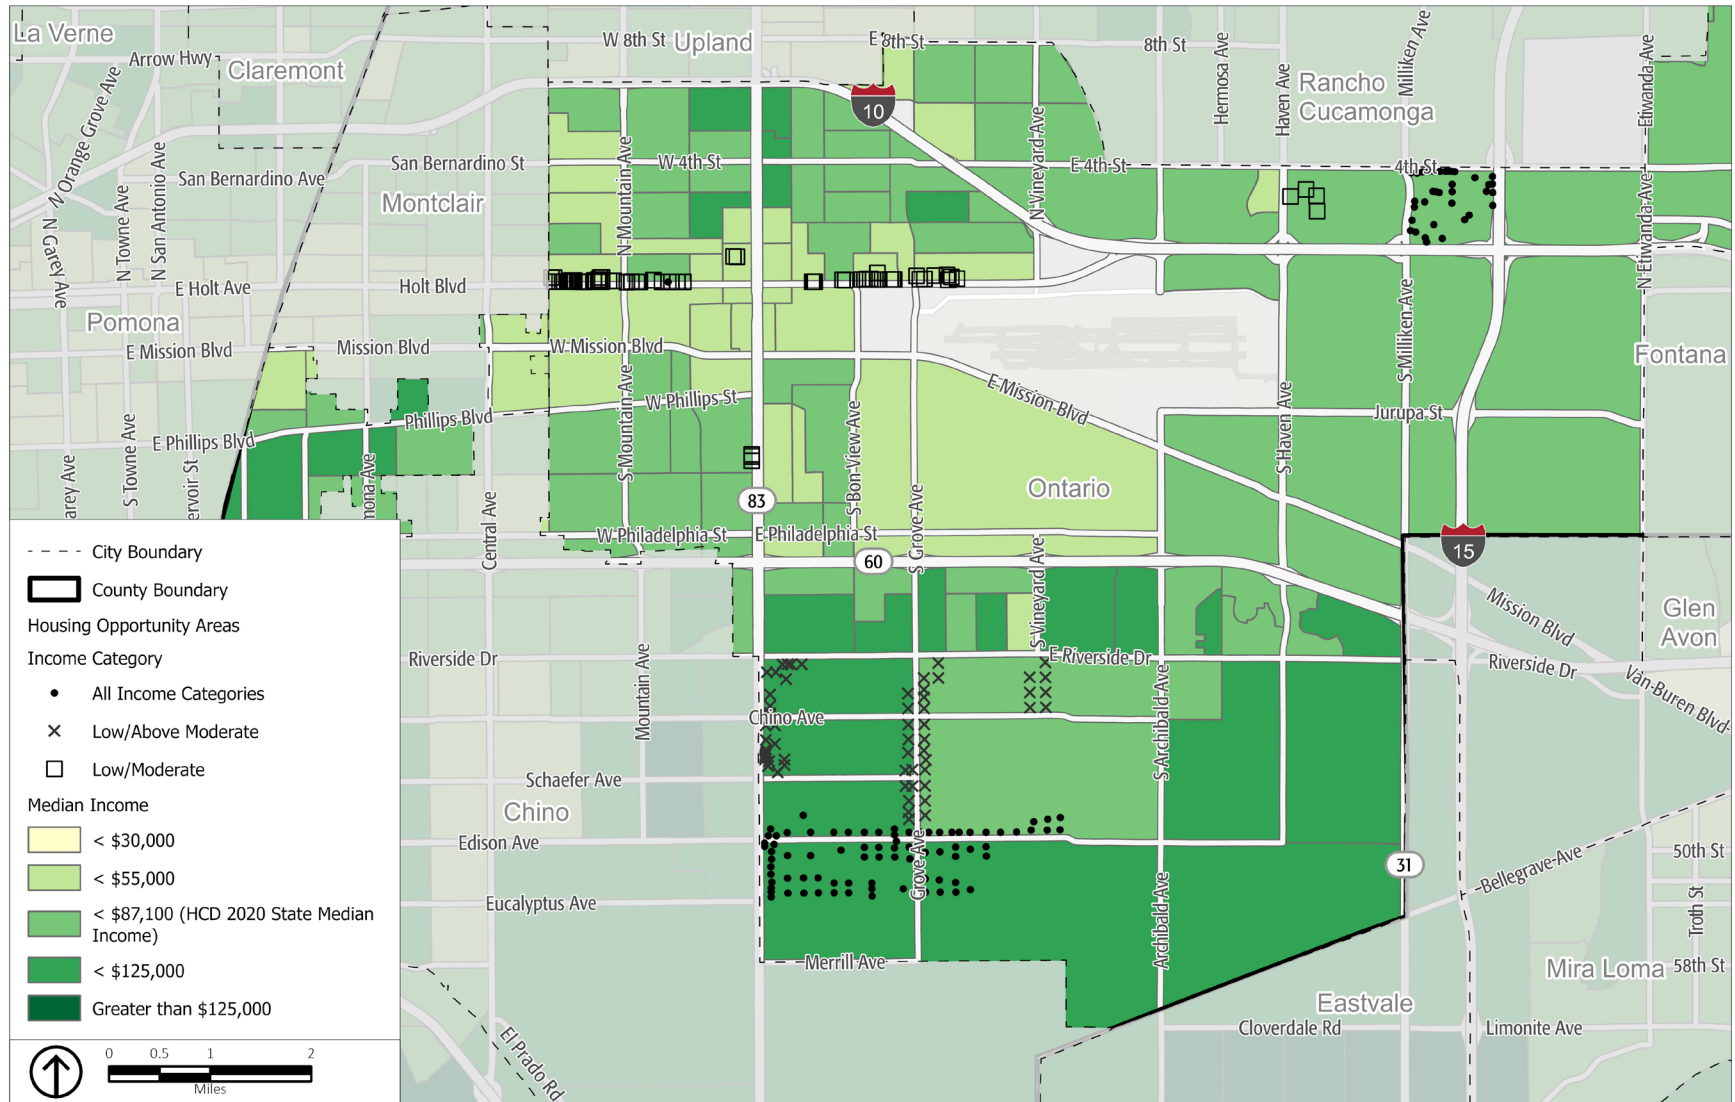 La Verne
Arrow Hwy
Claremont
W 8th St
Upland
E 8th St
8th St
Hermosa Ave
Haven Ave
Milliken Ave
Rancho
Cucamonga
Etiwanda Ave
10
N Orange Grove Ave
San Bernardino Ave
San Bernardino St
W 4th St
E 4th St
4th St
N Garey Ave
N Towne Ave
N San Antonio Ave
Montclair
N Mountain Ave
N Vineyard Ave
N Etiwanda Ave
E Holt Ave
Holt Blvd
Pomona
E Mission Blvd
Mission Blvd
W Mission Blvd
E Mission Blvd
S Milliken Ave
Fontana
W Phillips St
Phillips Blvd
E Phillips Blvd
Jurupa St
S Towne Ave
S Mountain Ave
S Bon View Ave
S Grove Ave
S Haven Ave
arey Ave
ervoir St
mona Ave
Central Ave
83
Ontario
W Philadelphia St
E Philadelphia St
60
15
S Vineyard Ave
Mission Blvd
Glen
Avon
Riverside Dr
Mountain Ave
E Riverside Dr
Riverside Dr
Van Buren Blvd
Chino Ave
S Archibald Ave
Schaefer Ave
Chino
Edison Ave
Grove Ave
31
50th St
Bellegrave Ave
Eucalyptus Ave
Archibald Ave
Troth St
Merrill Ave
Mira Loma
58th St
Eastvale
Cloverdale Rd
Limonite Ave
El Prado Rd
City Boundary
County Boundary
Housing Opportunity Areas
Income Category
All Income Categories
Low/Above Moderate
Low/Moderate
Median Income
< $30,000
< $55,000
< $87,100 (HCD 2020 State Median
Income)
< $125,000
Greater than $125,000
0 0.5 1 2
Miles